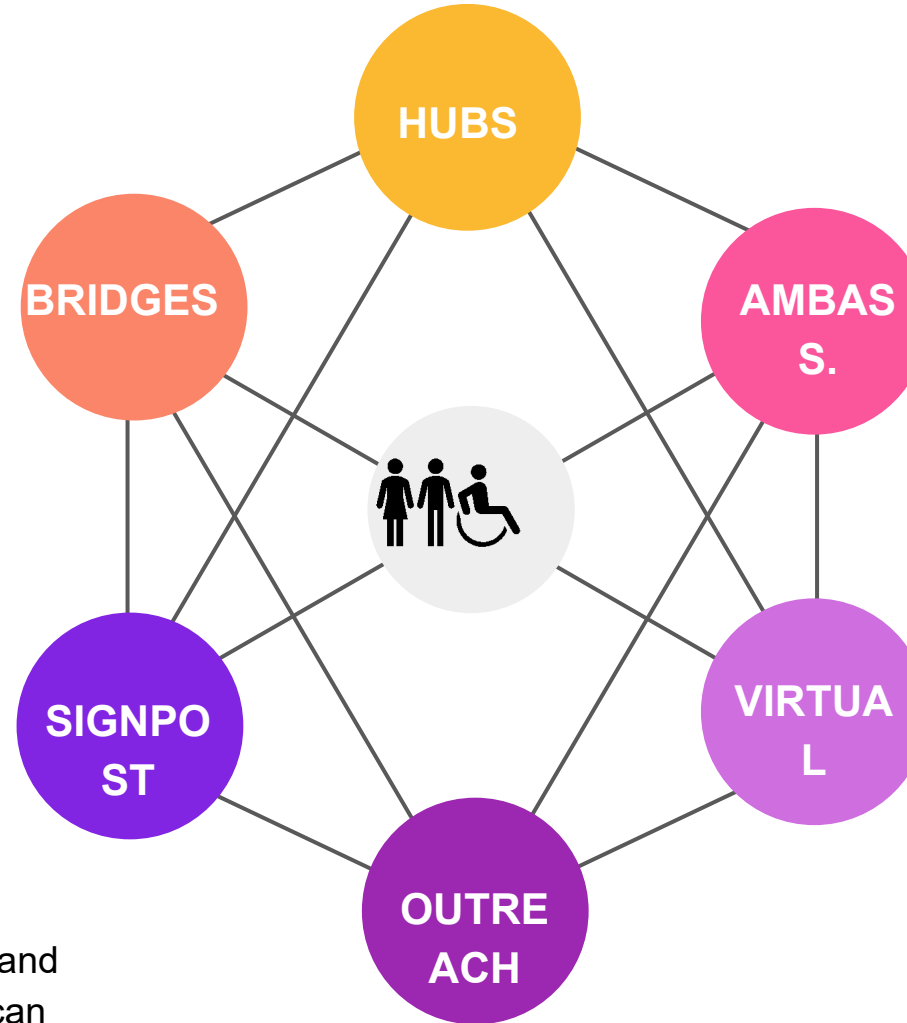 HUBS
BRIDGES
AMBAS
S.
SIGNPO
ST
VIRTUA
L
OUTRE
ACH
and
can